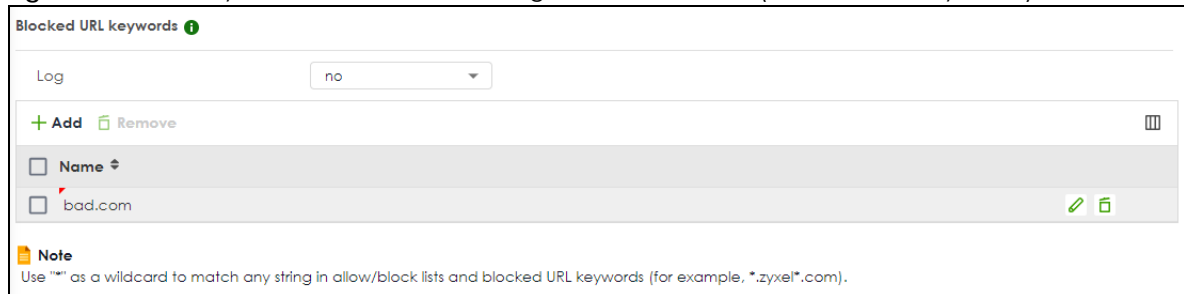 Blocked URL keywords
Log no
Add Remove
Name
bad.com
Note
Use "*" as a wildcard to match any string in allow/block lists and blocked URL keywords (for example, *.zyxel*.com).